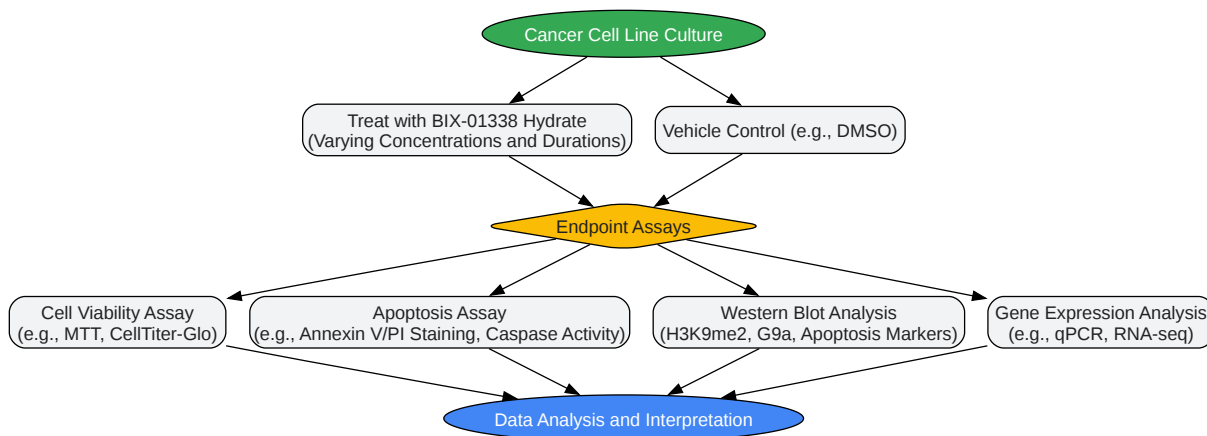 Cancer Cell Line Culture
Treat with BIX-01338 Hydrate
(Varying Concentrations and Durations)
Vehicle Control (e.g., DMSO)
Endpoint Assays
Cell Viability Assay
(e.g., MTT, CellTiter-Glo)
Apoptosis Assay
(e.g., Annexin V/PI Staining, Caspase Activity)
Western Blot Analysis
(H3K9me2, G9a, Apoptosis Markers)
Gene Expression Analysis
(e.g., qPCR, RNA-seq)
Data Analysis and Interpretation